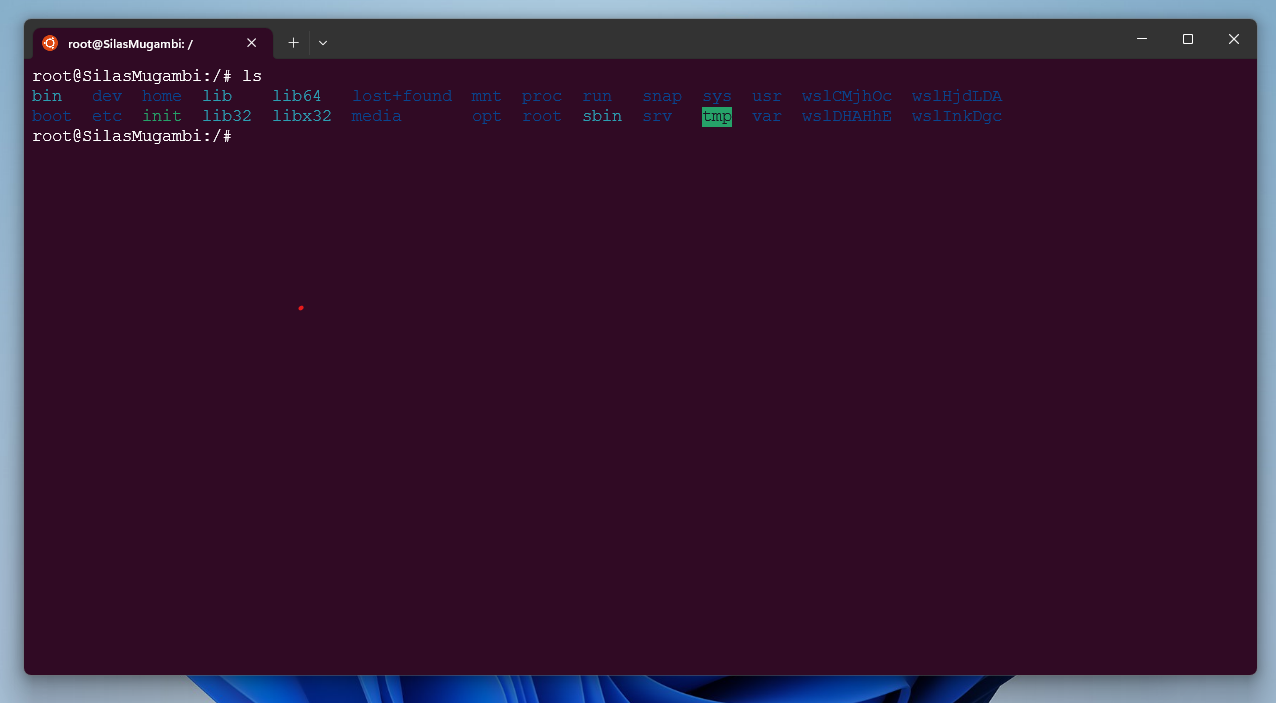 root@SilasMugambi: /
root@SilasMugambi:/# ls
bin dev home lib lib64 lost+found mnt proc run snap sys usr wslCMjhOc wslHjdLDA
boot etc init lib32 libx32 media opt root sbin srv tmp var wslDHAHhE wslInkDgc
root@SilasMugambi:/#